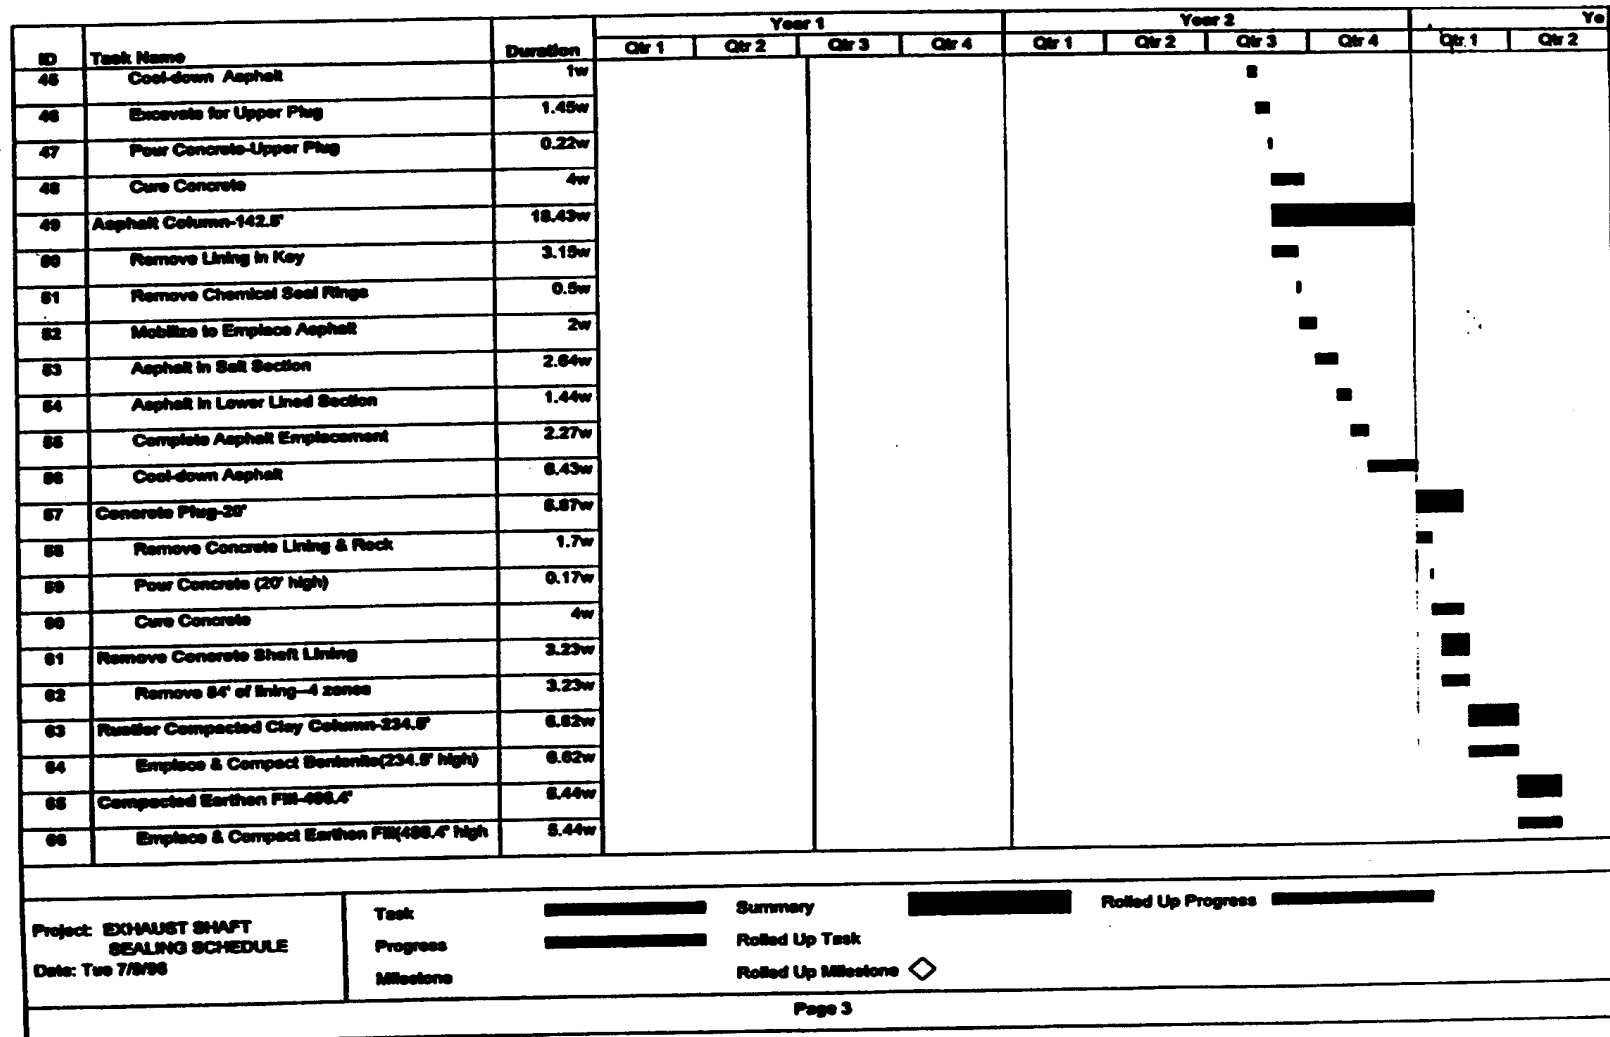 Year 1 Year 2 Ye
ID Task Name Duration Qtr 1 Qtr 2 Qtr 3 Qtr 4 Qtr 1 Qtr 2 Qtr 3 Qtr 4 Qtr 1 Qtr 2
45 Cool-down Asphalt 1w
46 Excavate for Upper Plug 1.45w
47 Pour Concrete-Upper Plug 0.22w
48 Cure Concrete 4w
49 Asphalt Column-142.5' 18.43w
50 Remove Lining in Key 3.15w
51 Remove Chemical Seal Rings 0.5w
52 Mobilize to Emplace Asphalt 2w
53 Asphalt in Salt Section 2.64w
54 Asphalt in Lower Lined Section 1.44w
55 Complete Asphalt Emplacement 2.27w
56 Cool-down Asphalt 6.43w
57 Concrete Plug-20' 5.87w
58 Remove Concrete Lining & Rock 1.7w
59 Pour Concrete (20' high) 0.17w
60 Cure Concrete 4w
61 Remove Concrete Shaft Lining 3.23w
62 Remove 84' of lining--4 zones 3.23w
63 Rustler Compacted Clay Column-234.5' 6.62w
64 Emplace & Compact Bentonite(234.5' high) 6.62w
65 Compacted Earthen Fill-486.4' 5.44w
66 Emplace & Compact Earthen Fill(486.4' high 5.44w
Project: EXHAUST SHAFT
SEALING SCHEDULE
Date: Tue 7/9/96
Task Summary Rolled Up Progress
Progress Rolled Up Task
Milestone Rolled Up Milestone
Page 3